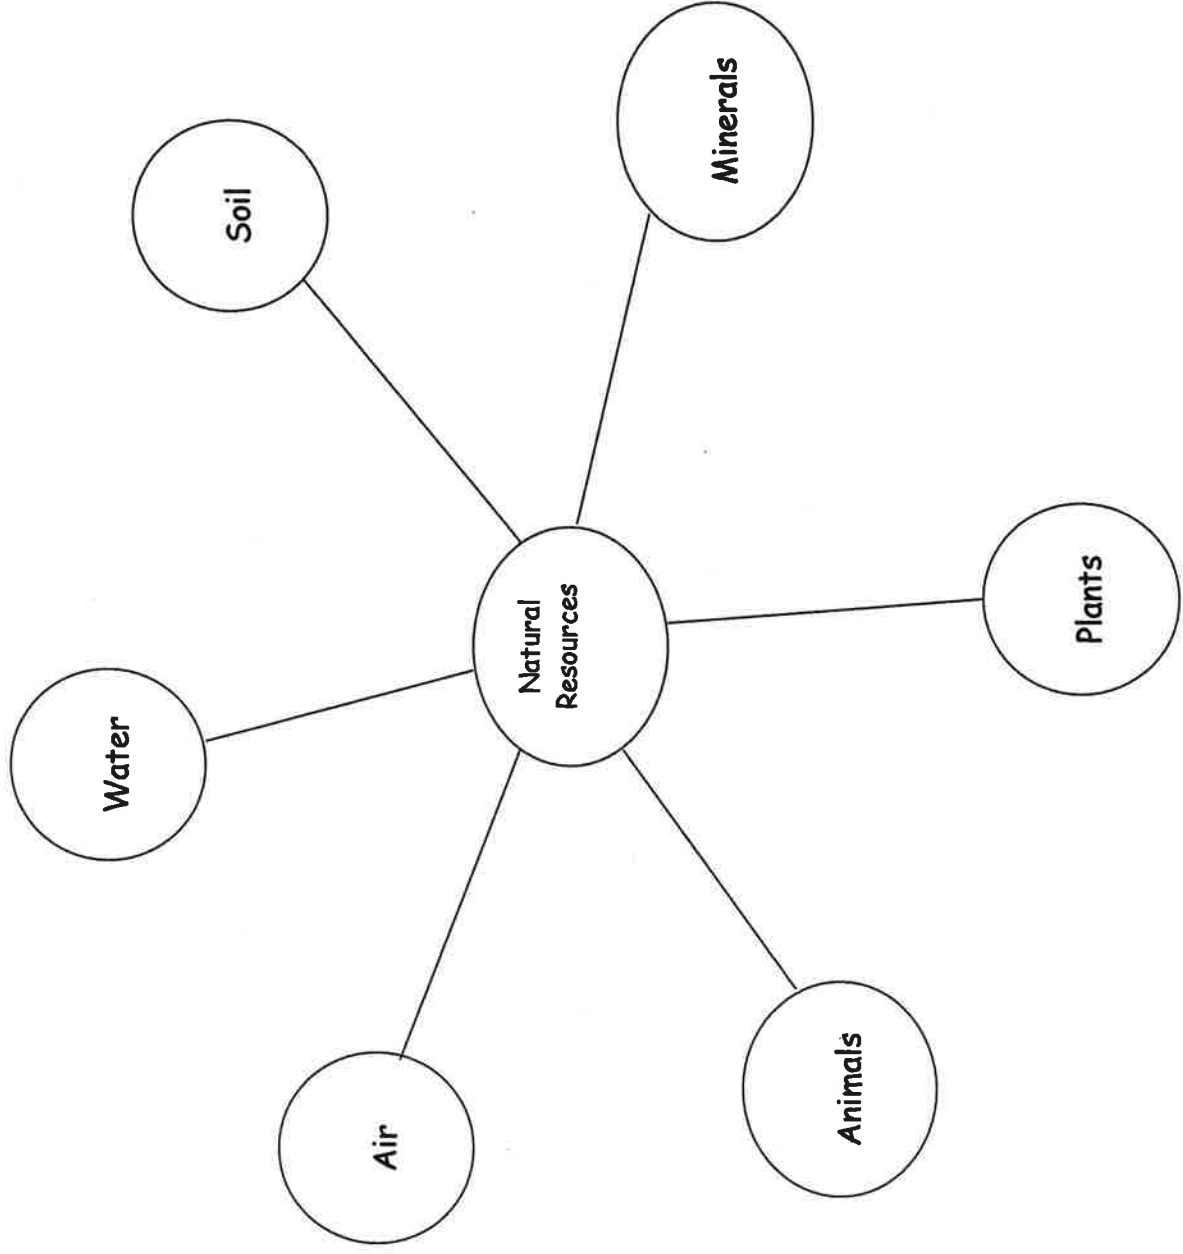 Water
Air
Soil
Natural
Resources
Minerals
Animals
Plants